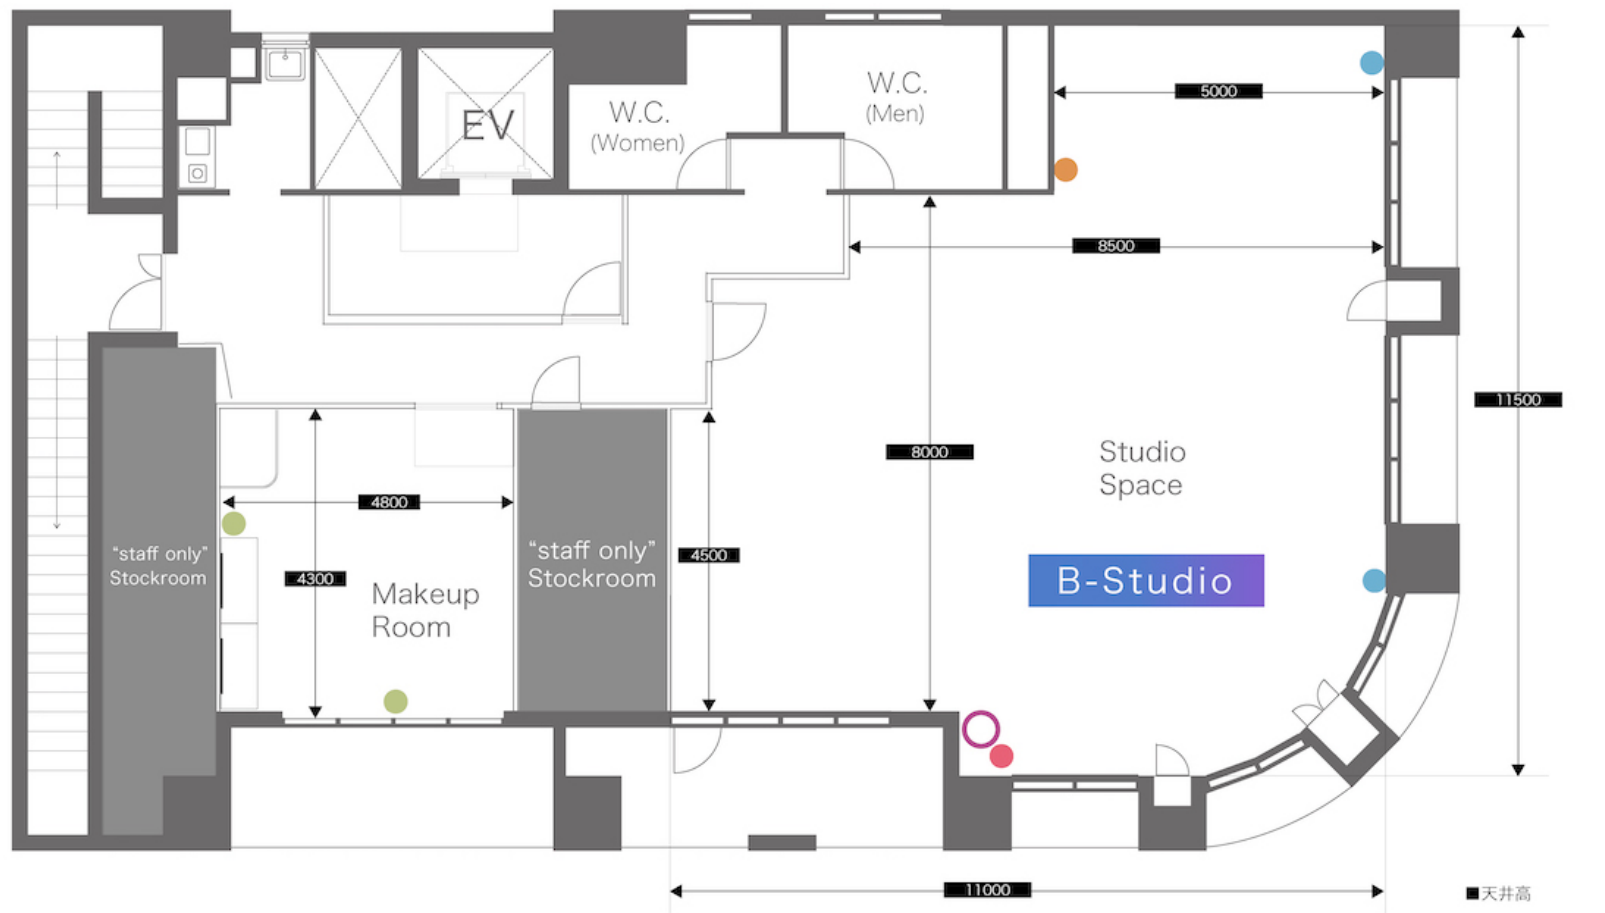 W.C.
(Women)
W.C.
(Men)
EV
5000
8500
11500
8000
Studio
Space
4800
4300
4500
“staff only”
Stockroom
“staff only”
Stockroom
Makeup
Room
B-Studio
11000
■天井高